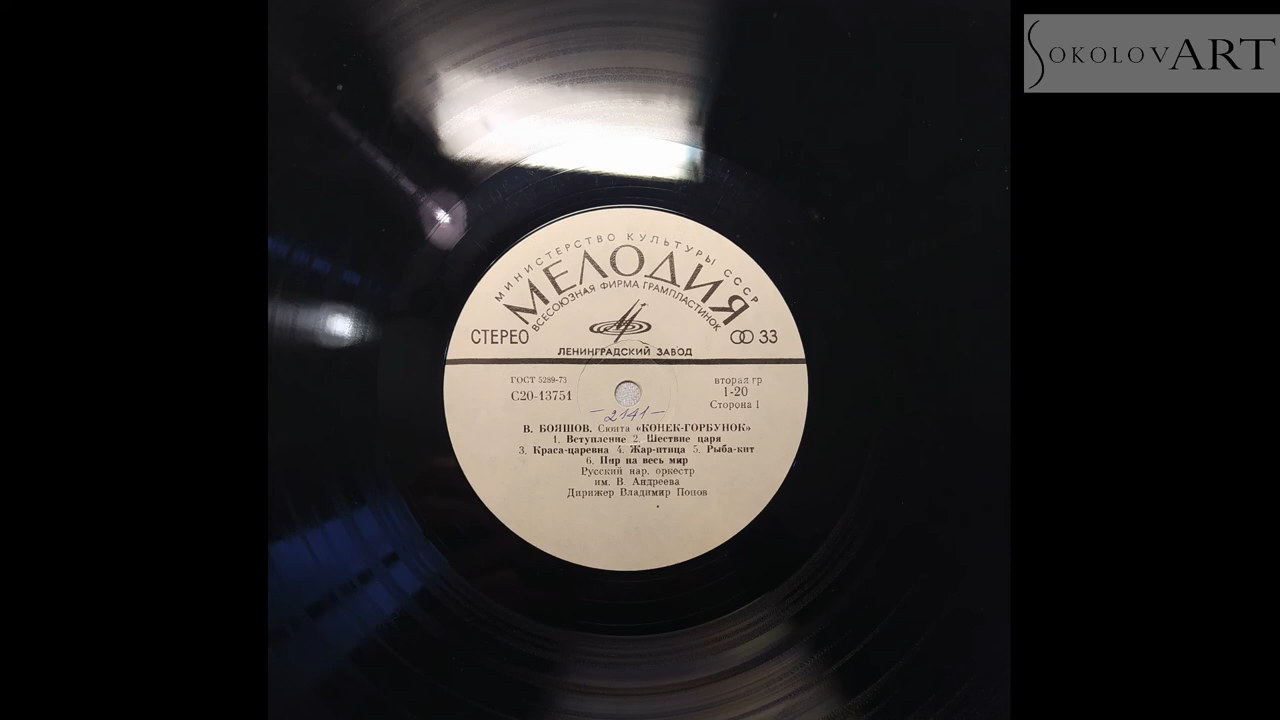 SOKOLOVART
МИНИСТЕРСТВО КУЛЬТУРЫ СССР
МЕЛОДИЯ
ВСЕСОЮЗНАЯ ФИРМА ГРАМПЛАСТИНОК
СТЕРЕО
33
ЛЕНИНГРАДСКИЙ ЗАВОД
ГОСТ 5289-73
вторая гр
С20-13751
1-20
Сторона 1
-2141-
В. БОЯШОВ. Сюита «КОНЕК-ГОРБУНОК»
1. Вступление 2. Шествие царя
3. Краса-царевна 4. Жар-птица 5. Рыба-кит
6. Пир на весь мир
Русский нар. оркестр
им. В. Андреева
Дирижер Владимир Попов